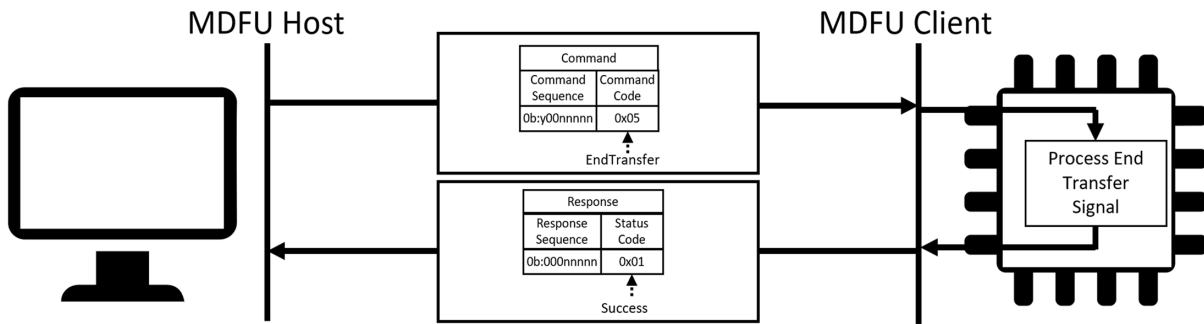 MDFU Host
MDFU Client
Command
Command Sequence
Command Code
0b:y00nnnnn
0x05
EndTransfer
Process End
Transfer
Signal
Response
Response Sequence
Status Code
0b:000nnnnn
0x01
Success